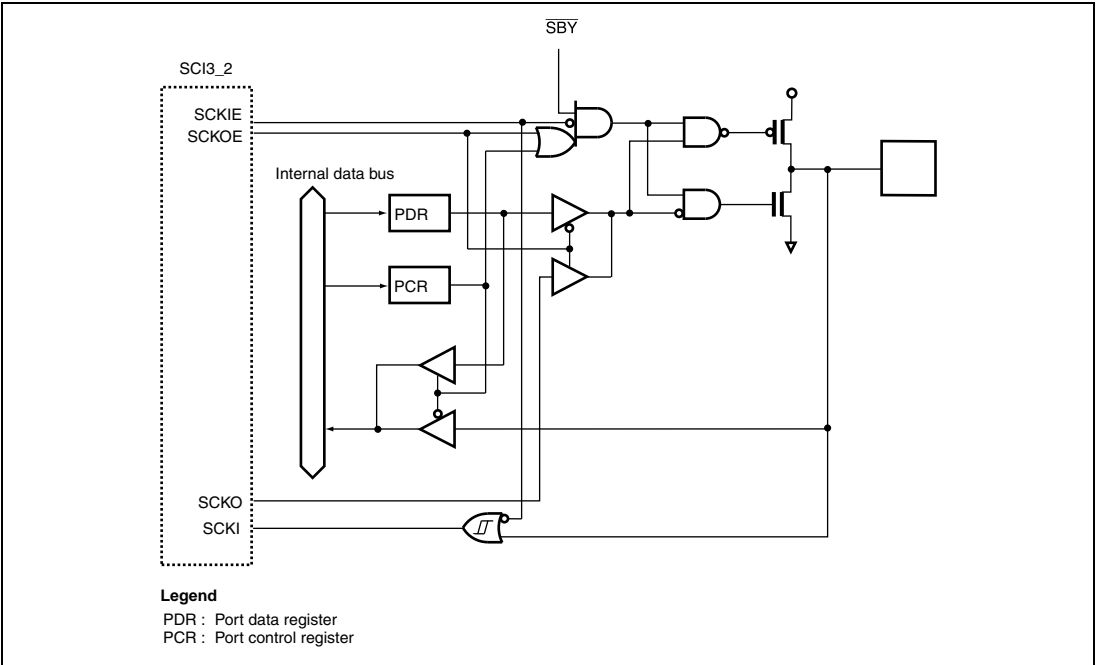 SBY
SCI3_2
SCKIE
SCKOE
Internal data bus
PDR
PCR
SCKO
SCKI
Legend
PDR : Port data register
PCR : Port control register